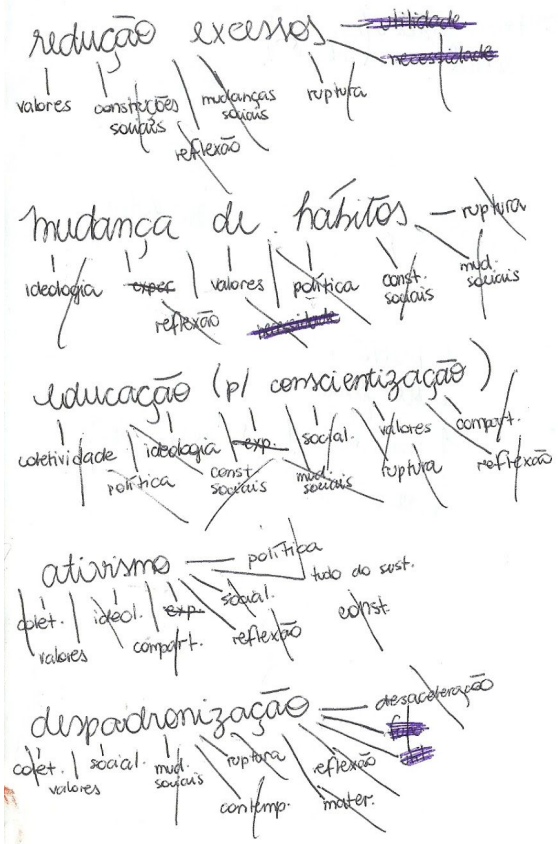 redução excessos
utilidade
necessidade
valores
construções sociais
mudanças sociais
ruptura
reflexão
mudança de hábitos
ruptura
ideologia
exper
valores
política
const. sociais
mud. sociais
reflexão
necessidade
educação (p/ conscientização)
coletividade
ideologia
exp.
social.
valores
compart.
política
const sociais
mud sociais
ruptura
reflexão
ativismo
política
tudo do sust.
colet.
ideol.
exp.
social.
const.
valores
compart.
reflexão
despadronização
desaceleração
colet.
social.
mud. sociais
ruptura
reflexão
valores
contemp.
mater.